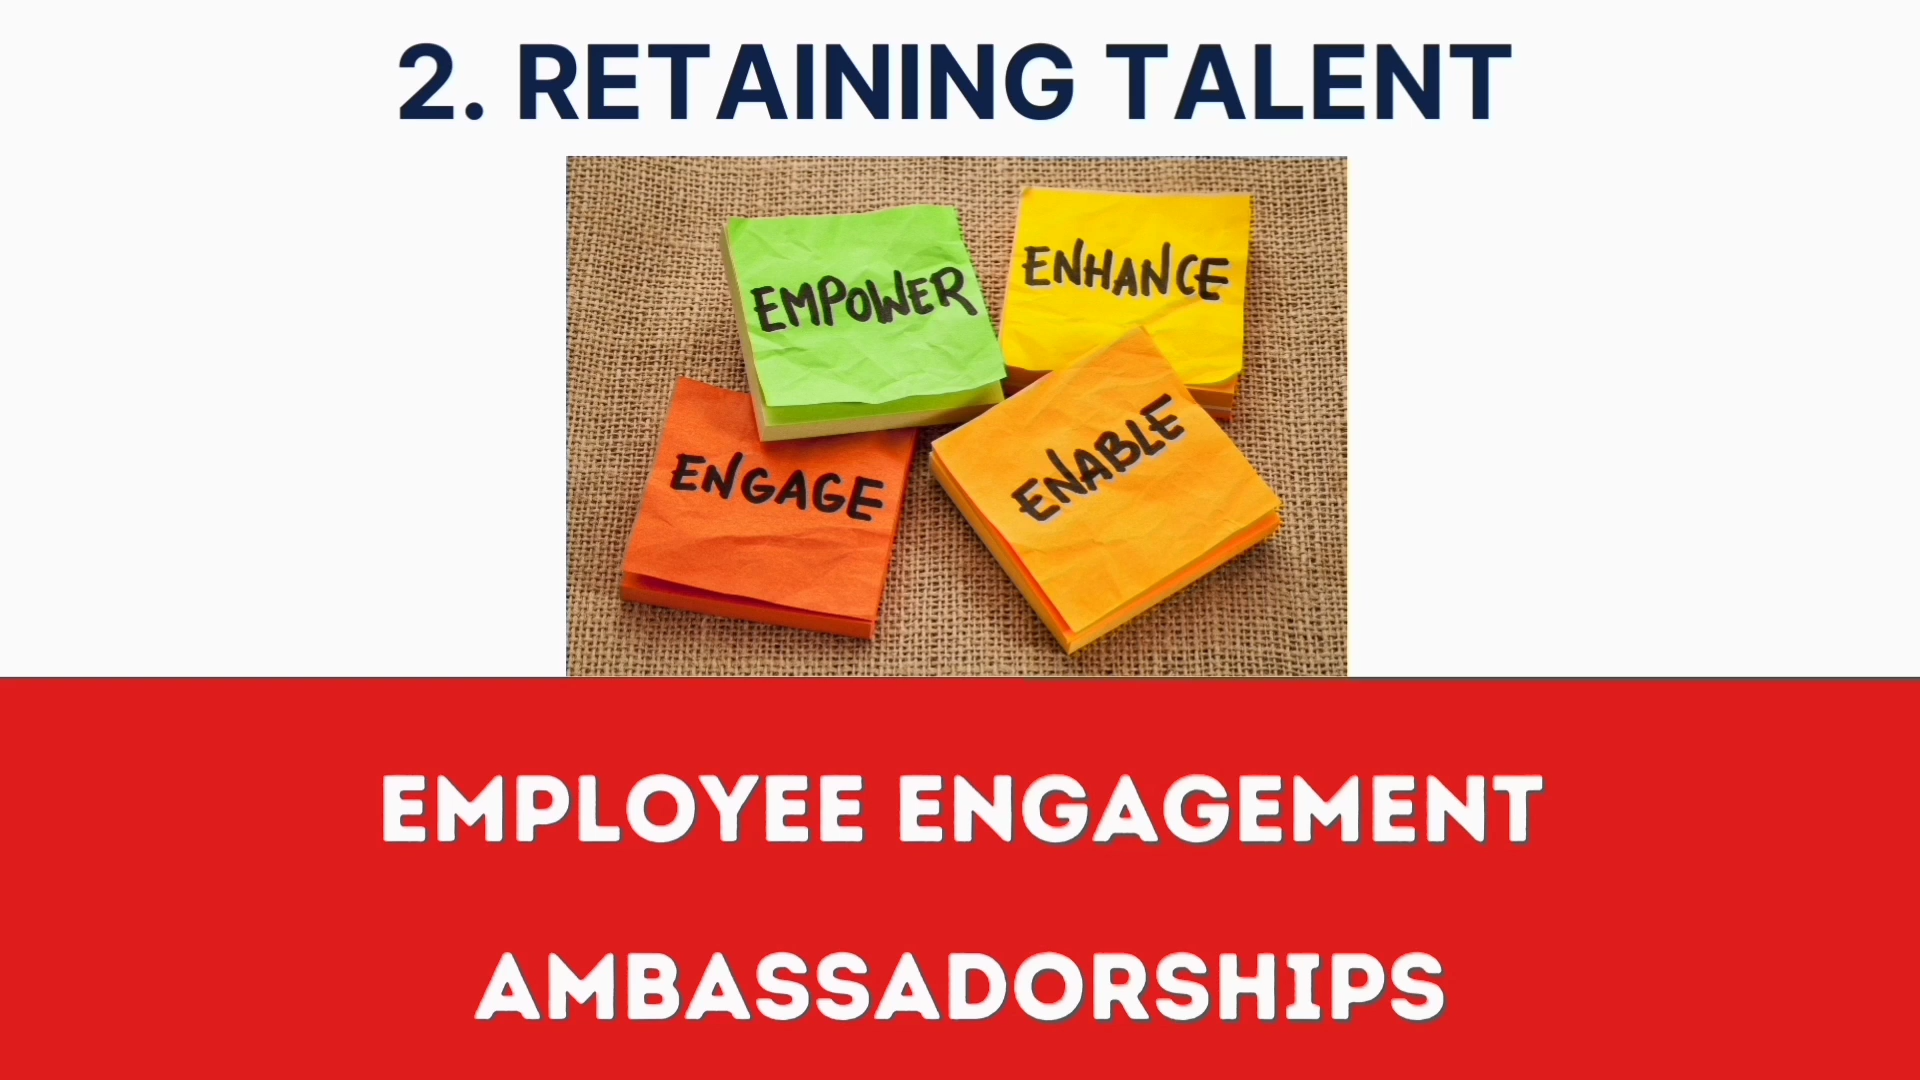 2. RETAINING TALENT
EMPOWER
ENHANCE
ENGAGE
ENABLE
EMPLOYEE ENGAGEMENT
AMBASSADORSHIPS